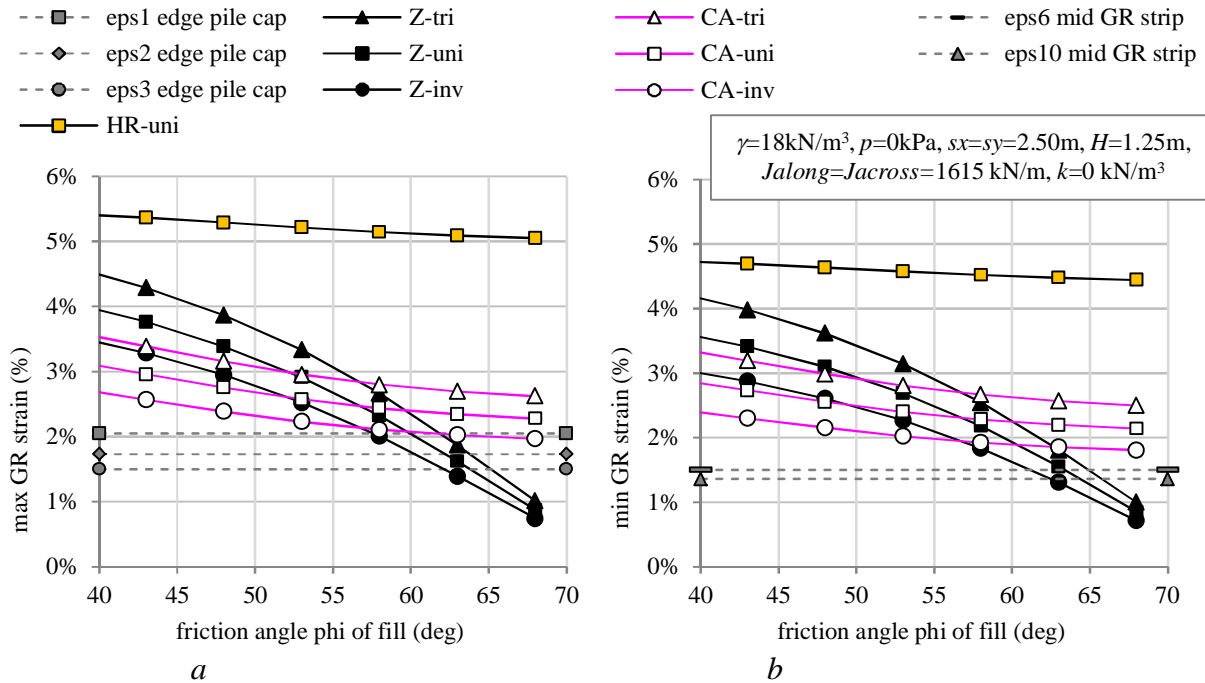 eps1 edge pile cap Z-tri CA-tri eps6 mid GR strip
eps2 edge pile cap Z-uni CA-uni eps10 mid GR strip
eps3 edge pile cap Z-inv CA-inv
HR-uni
γ=18kN/m³, p=0kPa, sx=sy=2.50m, H=1.25m,
Jalong=Jacross=1615 kN/m, k=0 kN/m³
max GR strain (%)
6%
5%
4%
3%
2%
1%
0%
40 45 50 55 60 65 70
friction angle phi of fill (deg)
a
min GR strain (%)
6%
5%
4%
3%
2%
1%
0%
40 45 50 55 60 65 70
friction angle phi of fill (deg)
b